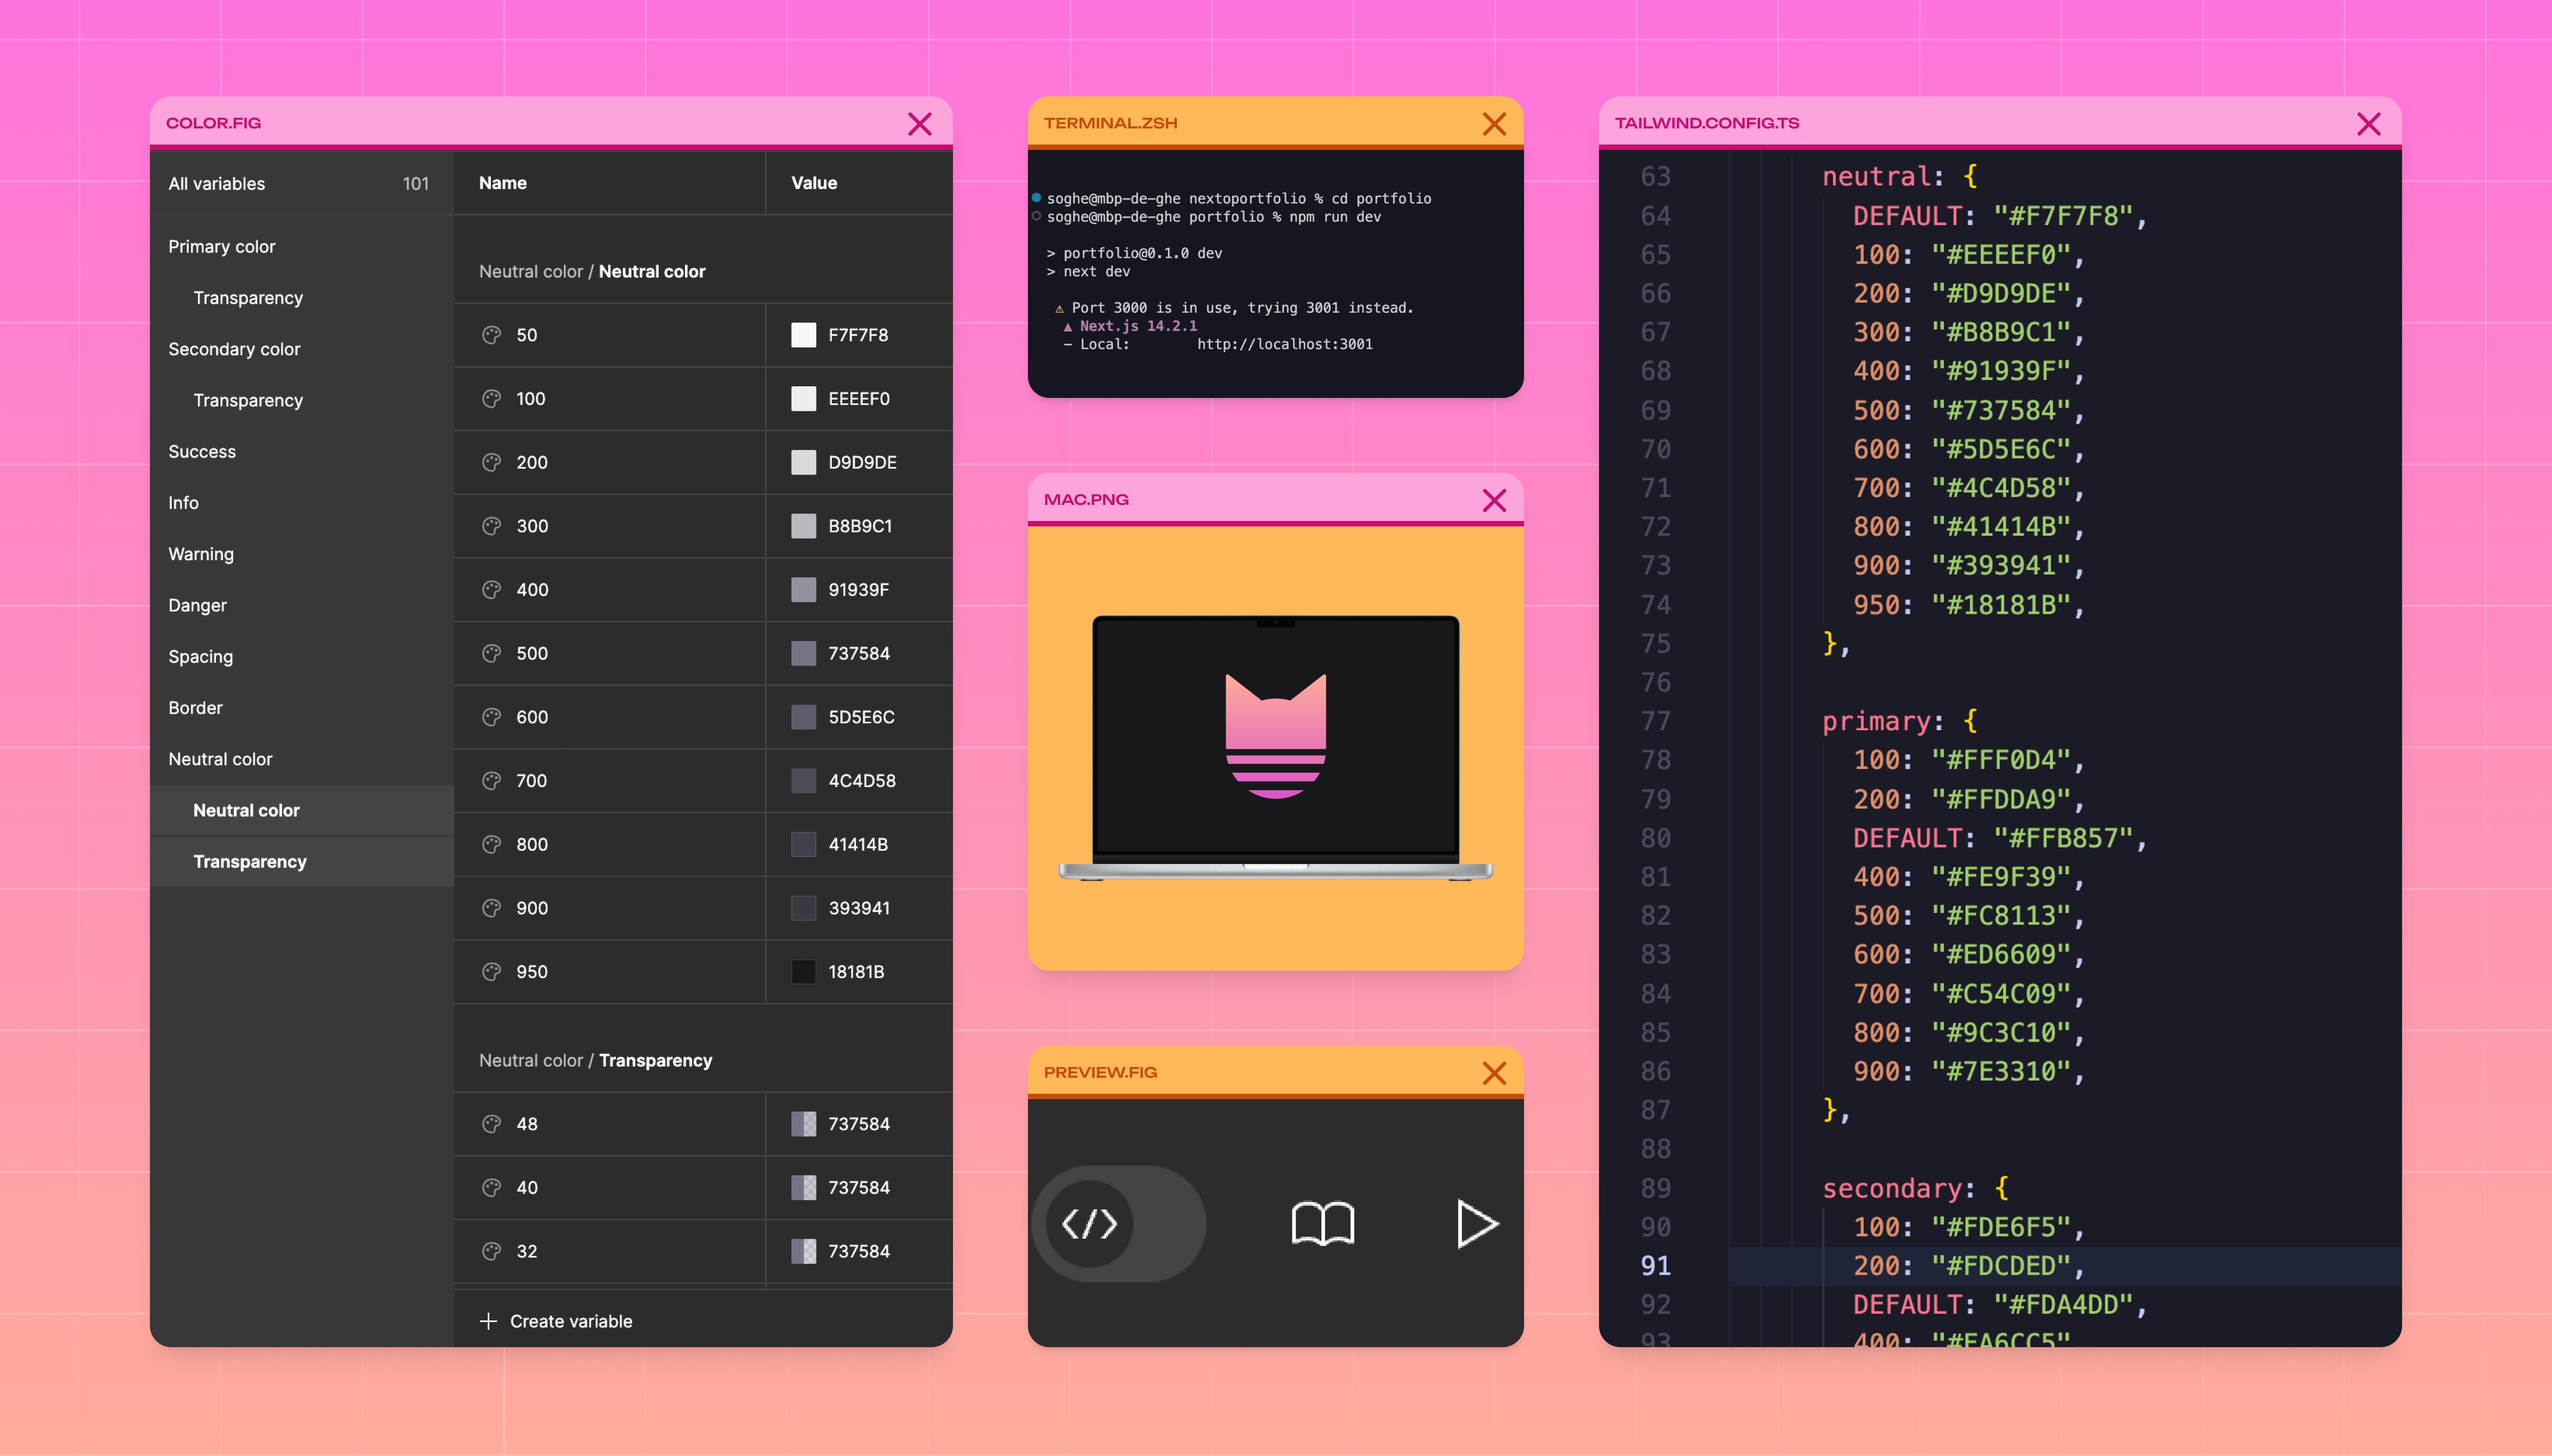 COLOR.FIG
All variables 101
Primary color
Transparency
Secondary color
Transparency
Success
Info
Warning
Danger
Spacing
Border
Neutral color
Neutral color
Transparency
Name Value
Neutral color / Neutral color
50 F7F7F8
100 EEEEF0
200 D9D9DE
300 B8B9C1
400 91939F
500 737584
600 5D5E6C
700 4C4D58
800 41414B
900 393941
950 18181B
Neutral color / Transparency
48 737584
40 737584
32 737584
+ Create variable
TERMINAL.ZSH
soghe@mbp-de-ghe nextoportfolio % cd portfolio
soghe@mbp-de-ghe portfolio % npm run dev
> portfolio@0.1.0 dev
> next dev
⚠ Port 3000 is in use, trying 3001 instead.
▲ Next.js 14.2.1
- Local: http://localhost:3001
MAC.PNG
PREVIEW.FIG
</>
TAILWIND.CONFIG.TS
63 neutral: {
64 DEFAULT: "#F7F7F8",
65 100: "#EEEEF0",
66 200: "#D9D9DE",
67 300: "#B8B9C1",
68 400: "#91939F",
69 500: "#737584",
70 600: "#5D5E6C",
71 700: "#4C4D58",
72 800: "#41414B",
73 900: "#393941",
74 950: "#18181B",
75 },
76
77 primary: {
78 100: "#FFF0D4",
79 200: "#FFDDA9",
80 DEFAULT: "#FFB857",
81 400: "#FE9F39",
82 500: "#FC8113",
83 600: "#ED6609",
84 700: "#C54C09",
85 800: "#9C3C10",
86 900: "#7E3310",
87 },
88
89 secondary: {
90 100: "#FDE6F5",
91 200: "#FDCDED",
92 DEFAULT: "#FDA4DD",
93 400: "#FA6CC5"